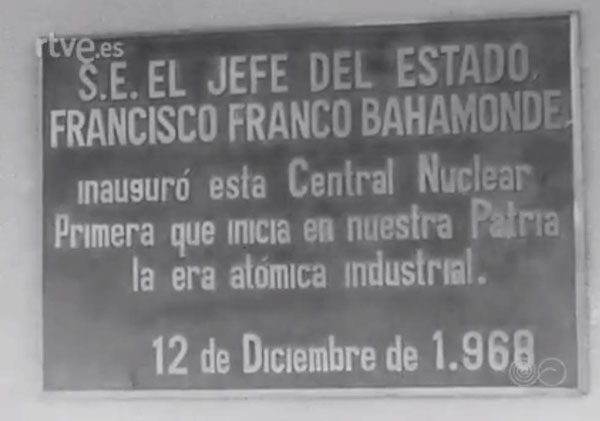 rtve.es
S.E. EL JEFE DEL ESTADO,
FRANCISCO FRANCO BAHAMONDE
inauguró esta Central Nuclear
Primera que inicia en nuestra Patria
la era atómica industrial.
12 de Diciembre de 1.968